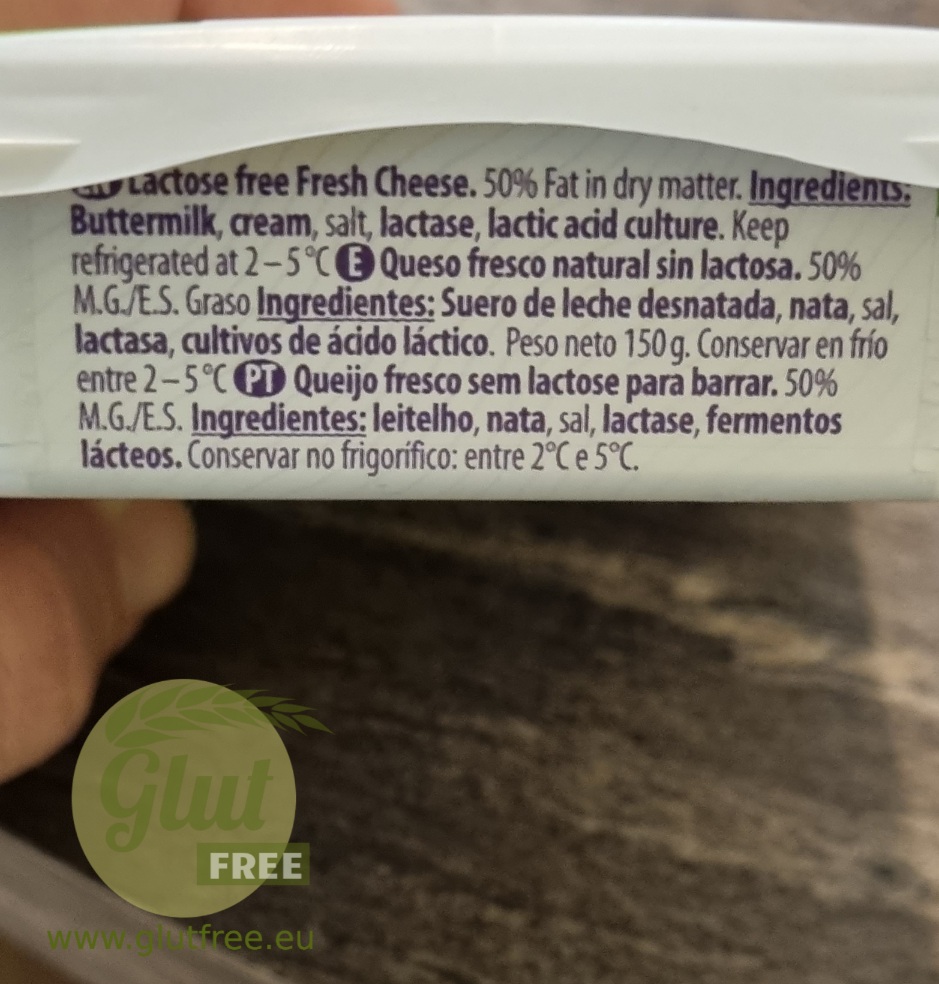 Lactose free Fresh Cheese. 50% Fat in dry matter. Ingredients:
Buttermilk, cream, salt, lactase, lactic acid culture. Keep
refrigerated at 2–5°C E Queso fresco natural sin lactosa. 50%
M.G./E.S. Graso Ingredientes: Suero de leche desnatada, nata, sal,
lactasa, cultivos de ácido láctico. Peso neto 150g. Conservar en frío
entre 2–5°C PT Queijo fresco sem lactose para barrar. 50%
M.G./E.S. Ingredientes: leitelho, nata, sal, lactase, fermentos
lácteos. Conservar no frigorífico: entre 2°C e 5°C.
Glut
FREE
www.glutfree.eu